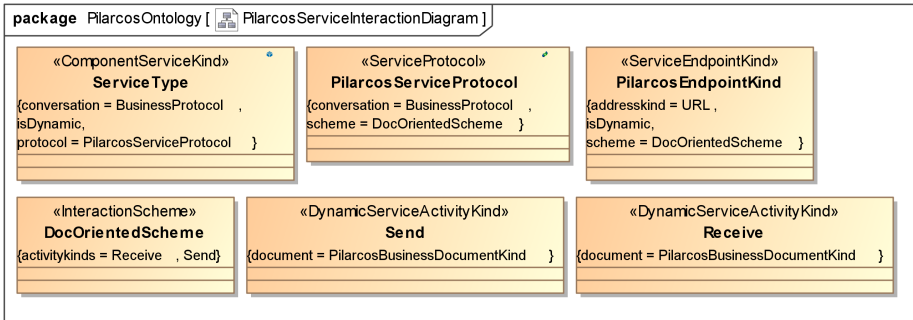 package PilarcosOntology [ PilarcosServiceInteractionDiagram ]
«ComponentServiceKind»
ServiceType
{conversation = BusinessProtocol ,
isDynamic,
protocol = PilarcosServiceProtocol }
«ServiceProtocol»
PilarcosServiceProtocol
{conversation = BusinessProtocol ,
scheme = DocOrientedScheme }
«ServiceEndpointKind»
PilarcosEndpointKind
{addresskind = URL ,
isDynamic,
scheme = DocOrientedScheme }
«InteractionScheme»
DocOrientedScheme
{activitykinds = Receive , Send}
«DynamicServiceActivityKind»
Send
{document = PilarcosBusinessDocumentKind }
«DynamicServiceActivityKind»
Receive
{document = PilarcosBusinessDocumentKind }